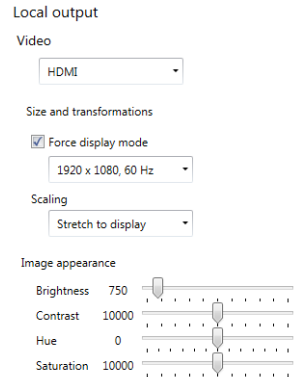 Local output
Video
HDMI
Size and transformations
Force display mode
1920 x 1080, 60 Hz
Scaling
Stretch to display
Image appearance
Brightness 750
Contrast 10000
Hue 0
Saturation 10000